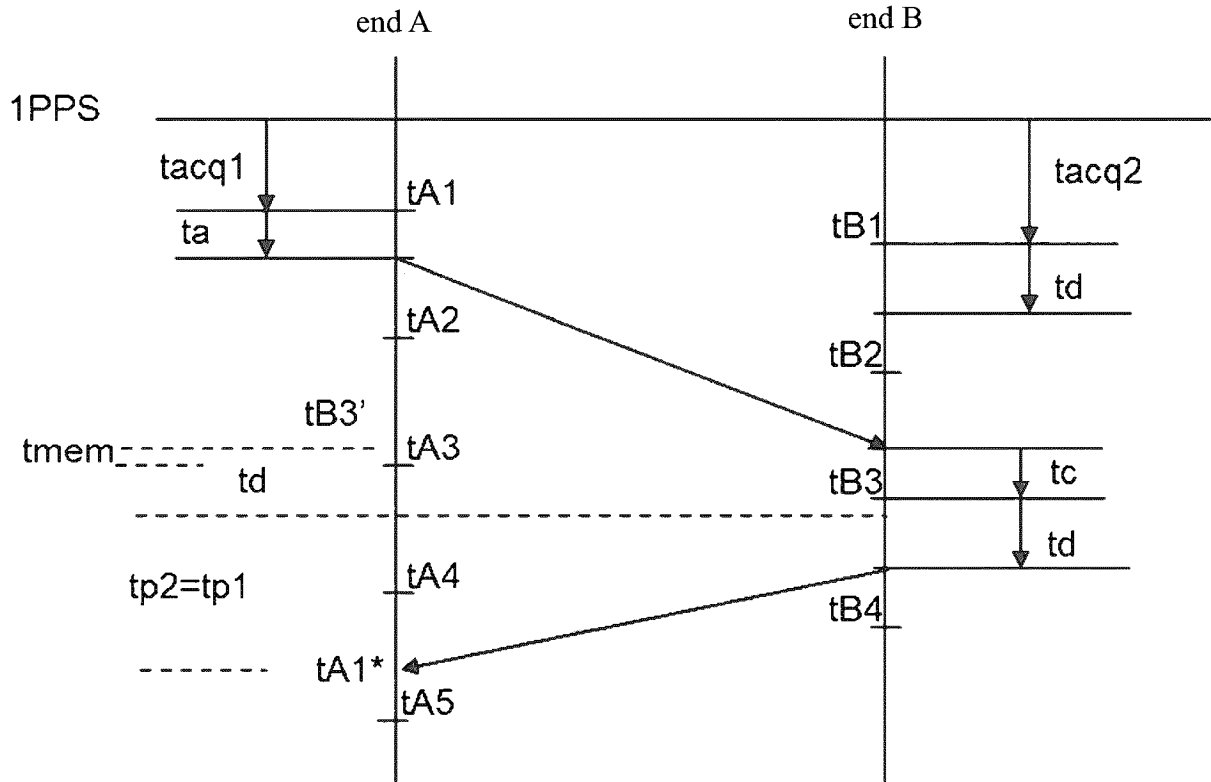 end A
end B
1PPS
tacq1
tacq2
tA1
ta
tB1
td
tA2
tB2
tB3'
tmem
tA3
td
tB3
tc
td
tp2=tp1
tA4
tB4
tA1*
tA5